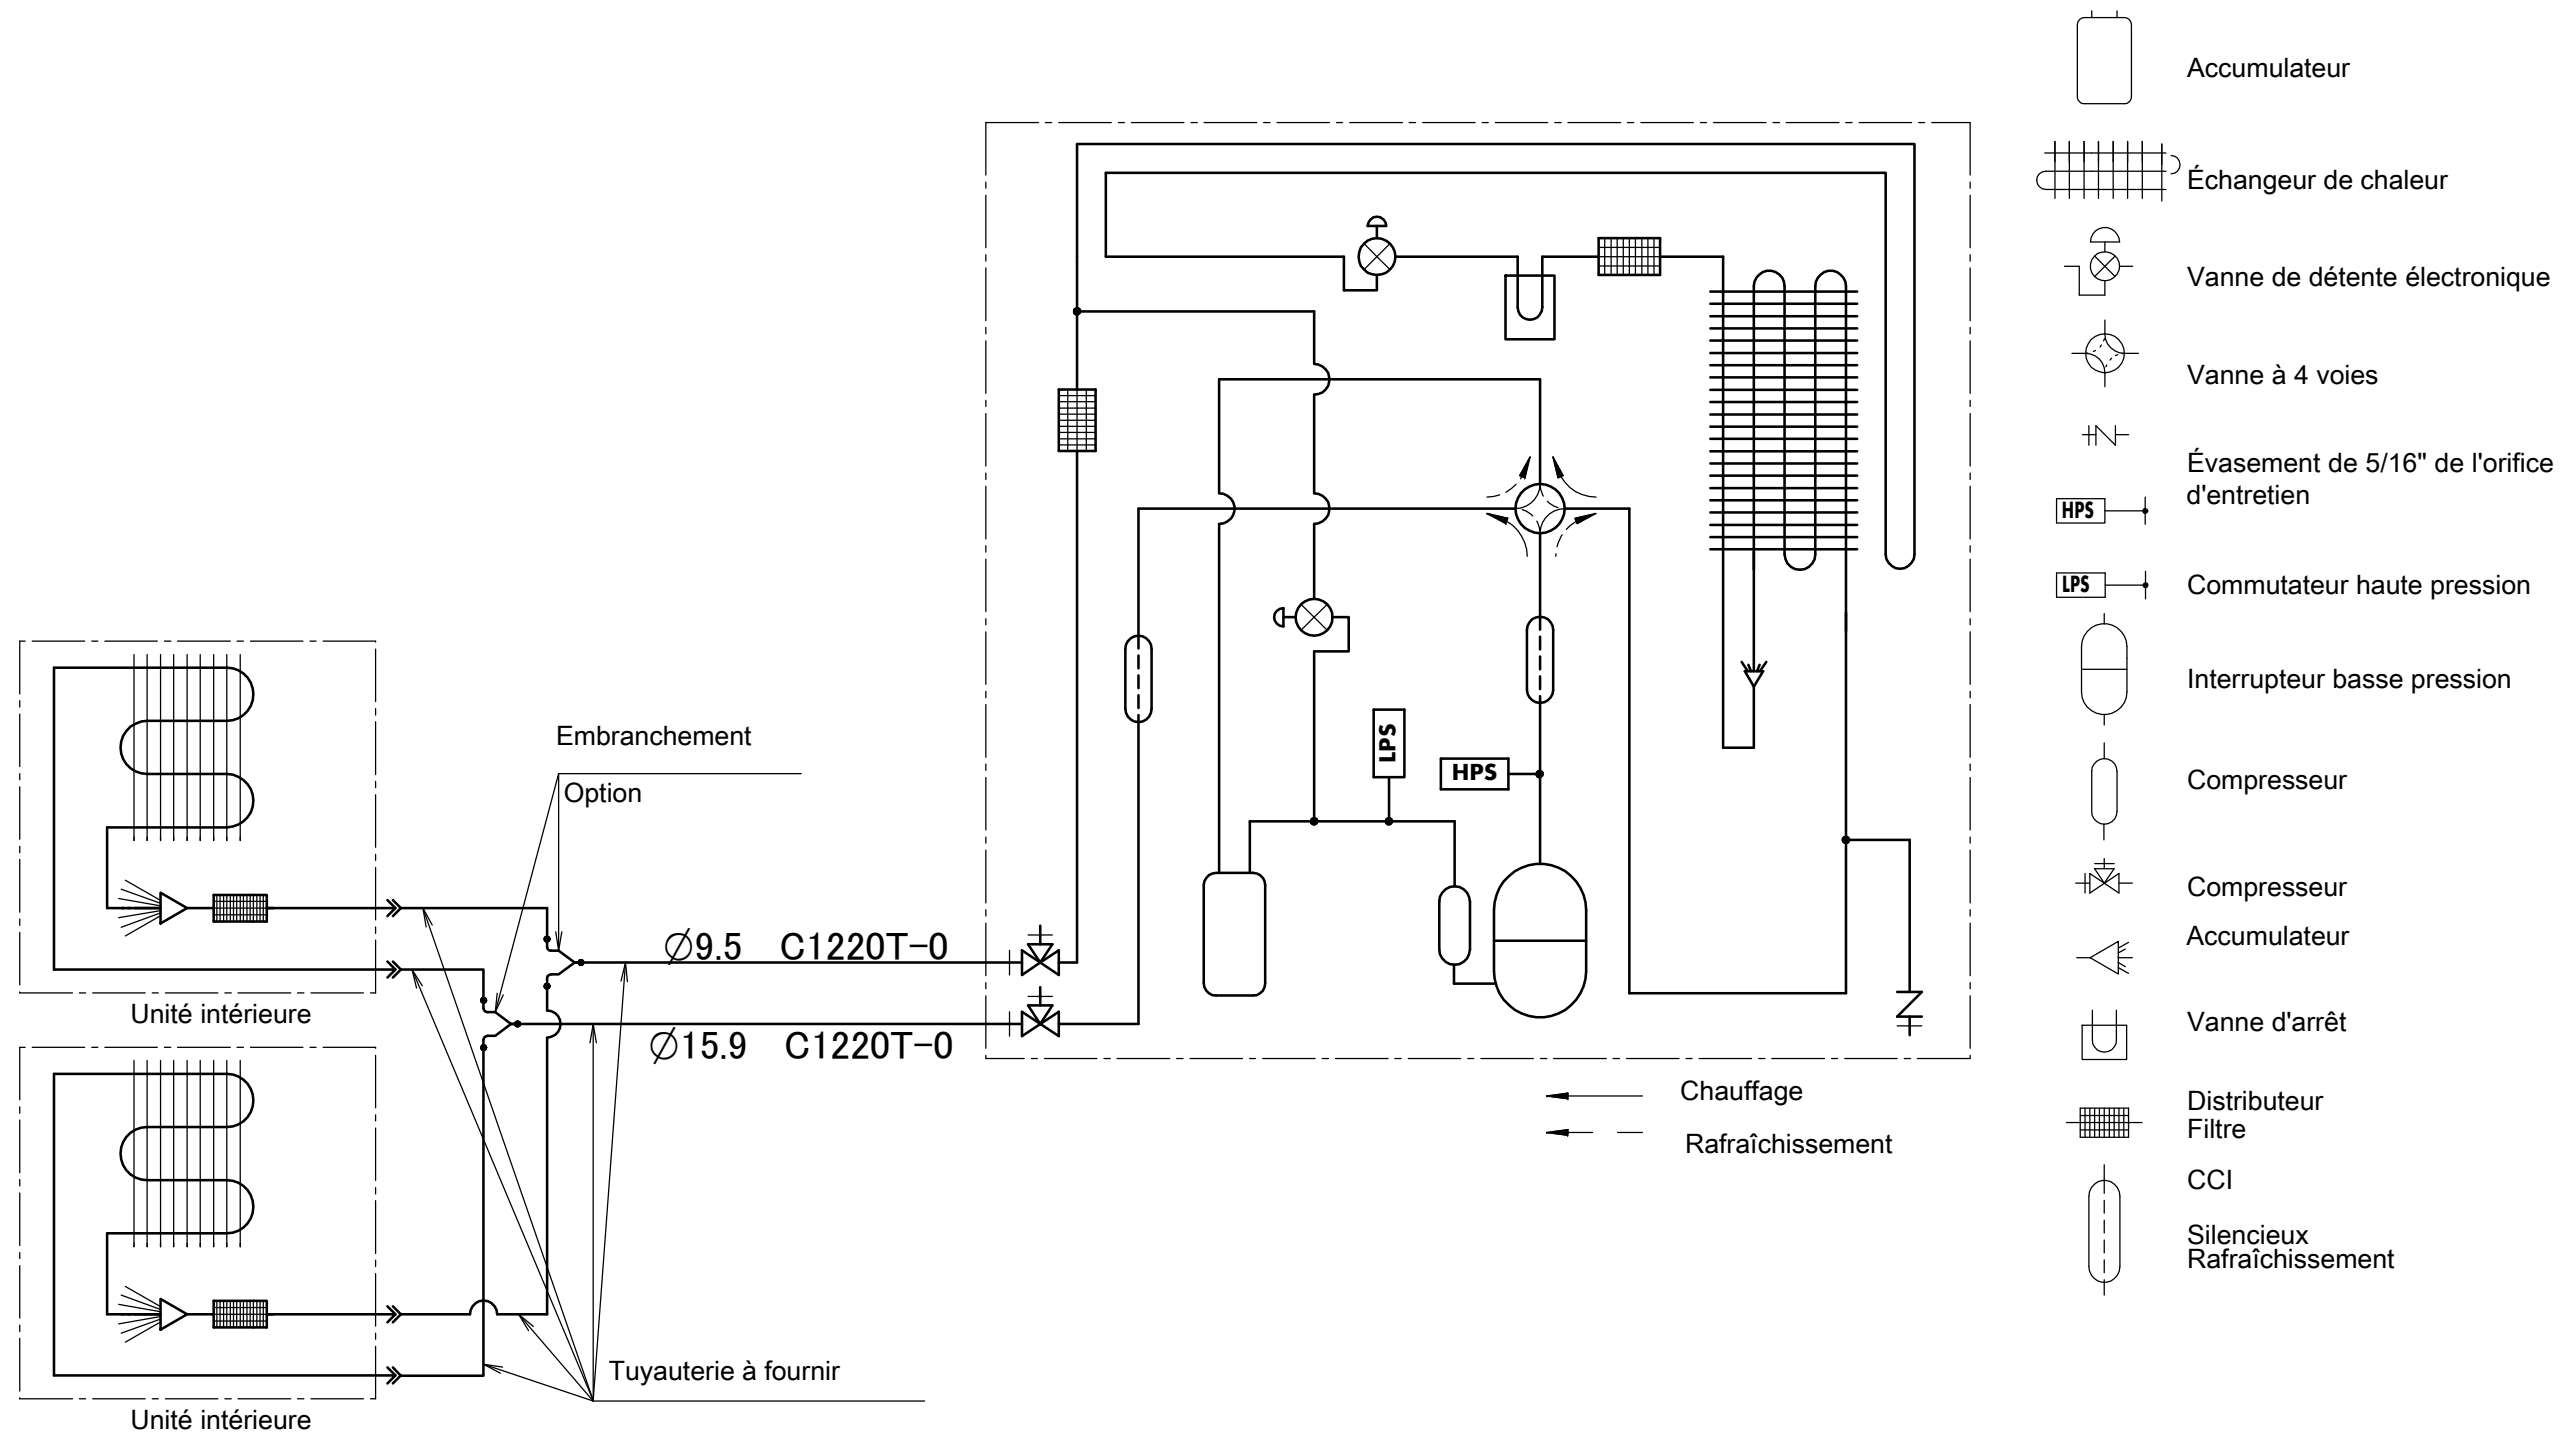 Accumulateur
Échangeur de chaleur
Vanne de détente électronique
Vanne à 4 voies
Évasement de 5/16" de l'orifice
d'entretien
HPS
LPS
Commutateur haute pression
Interrupteur basse pression
Compresseur
Compresseur
Accumulateur
Vanne d'arrêt
Distributeur
Filtre
CCI
Silencieux
Rafraîchissement
LPS
HPS
Embranchement
Option
Ø9.5 C1220T-0
Ø15.9 C1220T-0
Unité intérieure
Chauffage
Rafraîchissement
Tuyauterie à fournir
Unité intérieure